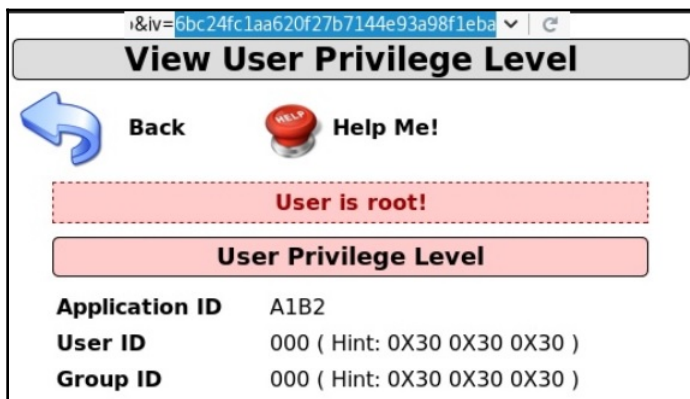 &iv=6bc24fc1aa620f27b7144e93a98f1eba
View User Privilege Level
Back
HELP
Help Me!
User is root!
User Privilege Level
Application ID A1B2
User ID 000 ( Hint: 0X30 0X30 0X30 )
Group ID 000 ( Hint: 0X30 0X30 0X30 )